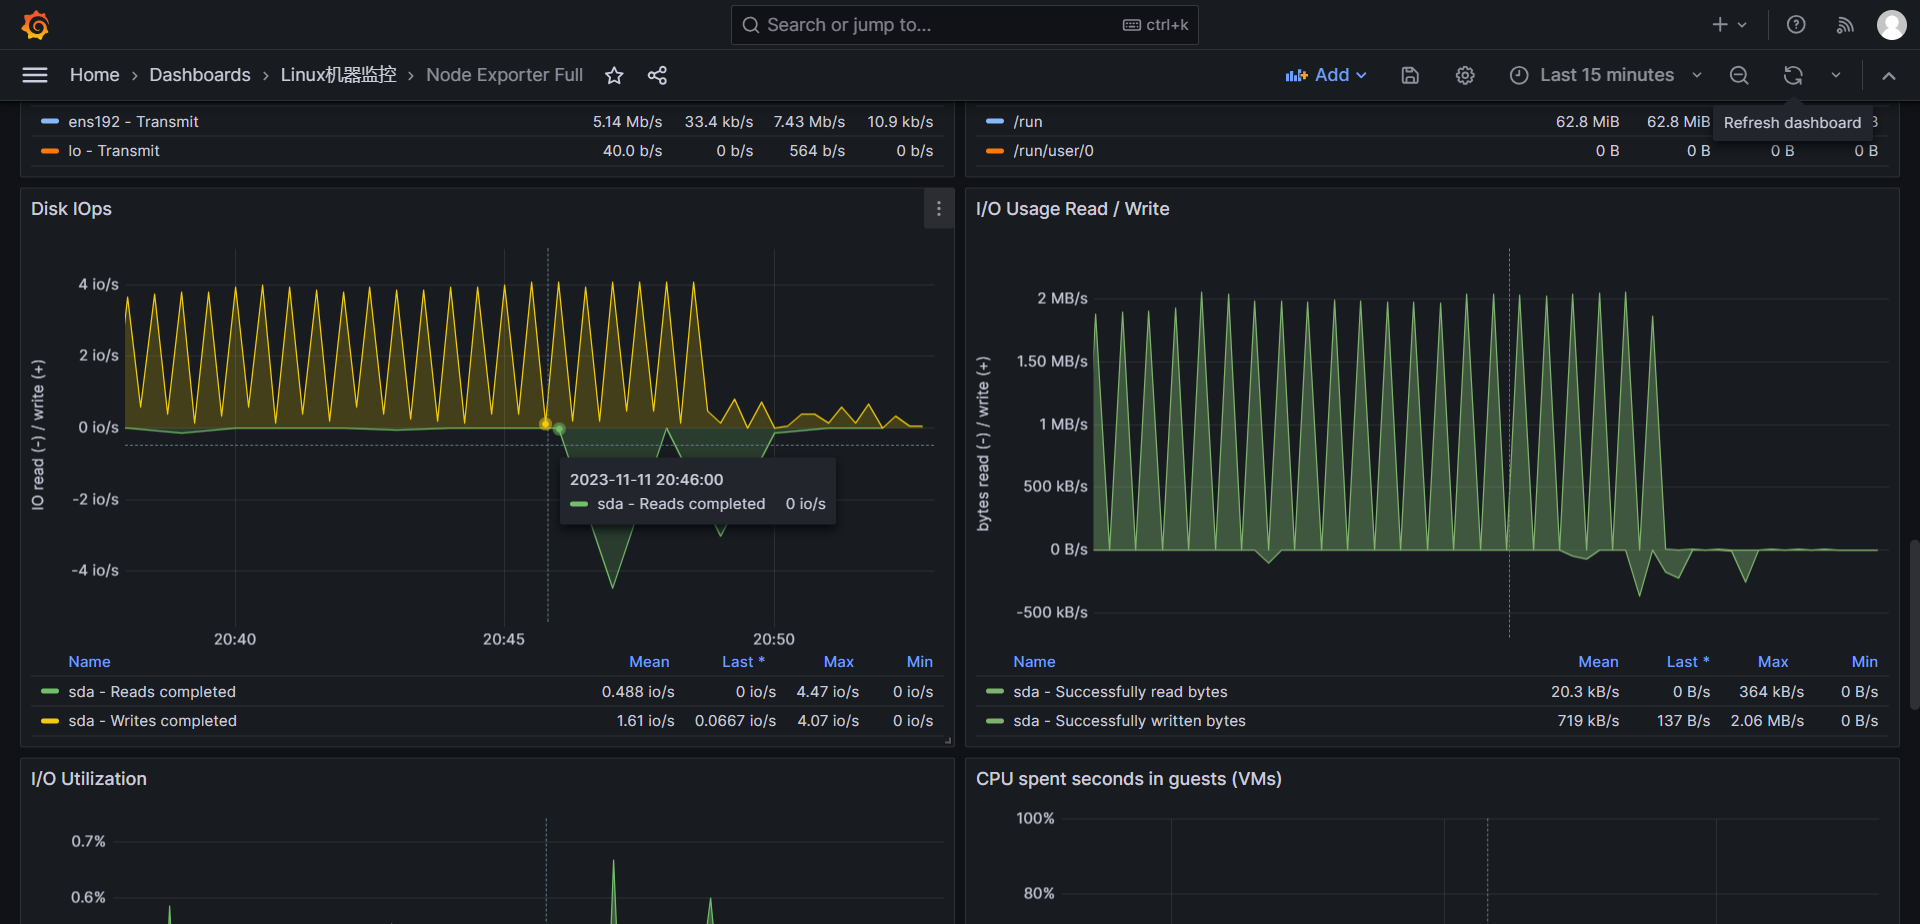 Search or jump to... ctrl+k
Home › Dashboards › Linux机器监控 › Node Exporter Full
Add
Last 15 minutes
Refresh dashboard
ens192 - Transmit 5.14 Mb/s 33.4 kb/s 7.43 Mb/s 10.9 kb/s
lo - Transmit 40.0 b/s 0 b/s 564 b/s 0 b/s
/run 62.8 MiB 62.8 MiB
/run/user/0 0 B 0 B 0 B 0 B
Disk IOps
IO read (-) / write (+)
4 io/s
2 io/s
0 io/s
-2 io/s
-4 io/s
2023-11-11 20:46:00
sda - Reads completed 0 io/s
20:40 20:45 20:50
Name Mean Last * Max Min
sda - Reads completed 0.488 io/s 0 io/s 4.47 io/s 0 io/s
sda - Writes completed 1.61 io/s 0.0667 io/s 4.07 io/s 0 io/s
I/O Usage Read / Write
bytes read (-) / write (+)
2 MB/s
1.50 MB/s
1 MB/s
500 kB/s
0 B/s
-500 kB/s
Name Mean Last * Max Min
sda - Successfully read bytes 20.3 kB/s 0 B/s 364 kB/s 0 B/s
sda - Successfully written bytes 719 kB/s 137 B/s 2.06 MB/s 0 B/s
I/O Utilization
0.7%
0.6%
CPU spent seconds in guests (VMs)
100%
80%